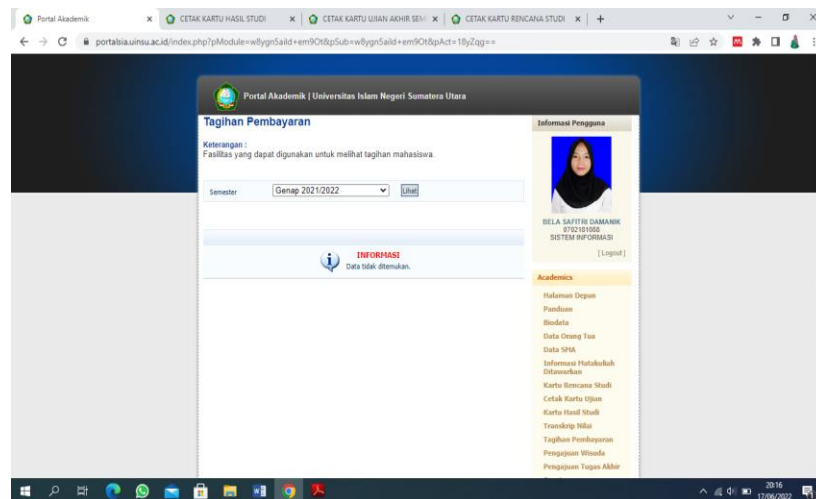 Portal Akademik
CETAK KARTU HASIL STUDI
CETAK KARTU UJIAN AKHIR SEM
CETAK KARTU RENCANA STUDI
portalsia.uinsu.ac.id/index.php?pModule=w8ygn5aild+em9Ot&pSub=w8ygn5aild+em9Ot&pAct=18yZqg==
Portal Akademik | Universitas Islam Negeri Sumatera Utara
Tagihan Pembayaran
Keterangan :
Fasilitas yang dapat digunakan untuk melihat tagihan mahasiswa.
Semester
Genap 2021/2022
Lihat
INFORMASI
Data tidak ditemukan.
Informasi Pengguna
BELA SAFITRI DAMANIK
0702181068
SISTEM INFORMASI
[ Logout ]
Academics
Halaman Depan
Panduan
Biodata
Data Orang Tua
Data SMA
Informasi Matakuliah
Ditawarkan
Kartu Rencana Studi
Cetak Kartu Ujian
Kartu Hasil Studi
Transkrip Nilai
Tagihan Pembayaran
Pengajuan Wisuda
Pengajuan Tugas Akhir
20:16
17/06/2022